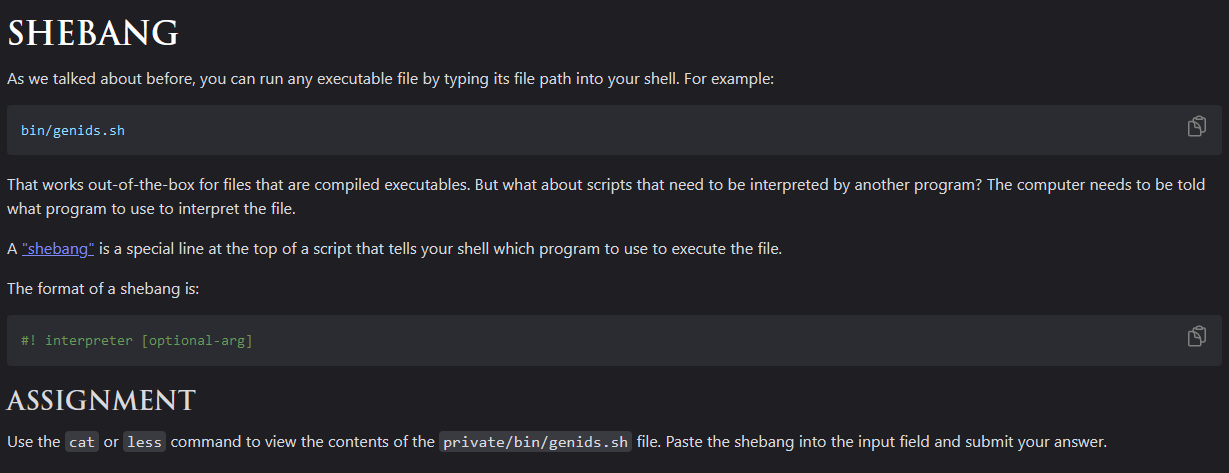 SHEBANG
As we talked about before, you can run any executable file by typing its file path into your shell. For example:
bin/genids.sh
That works out-of-the-box for files that are compiled executables. But what about scripts that need to be interpreted by another program? The computer needs to be told
what program to use to interpret the file.
A "shebang" is a special line at the top of a script that tells your shell which program to use to execute the file.
The format of a shebang is:
#! interpreter [optional-arg]
ASSIGNMENT
Use the cat or less command to view the contents of the private/bin/genids.sh file. Paste the shebang into the input field and submit your answer.